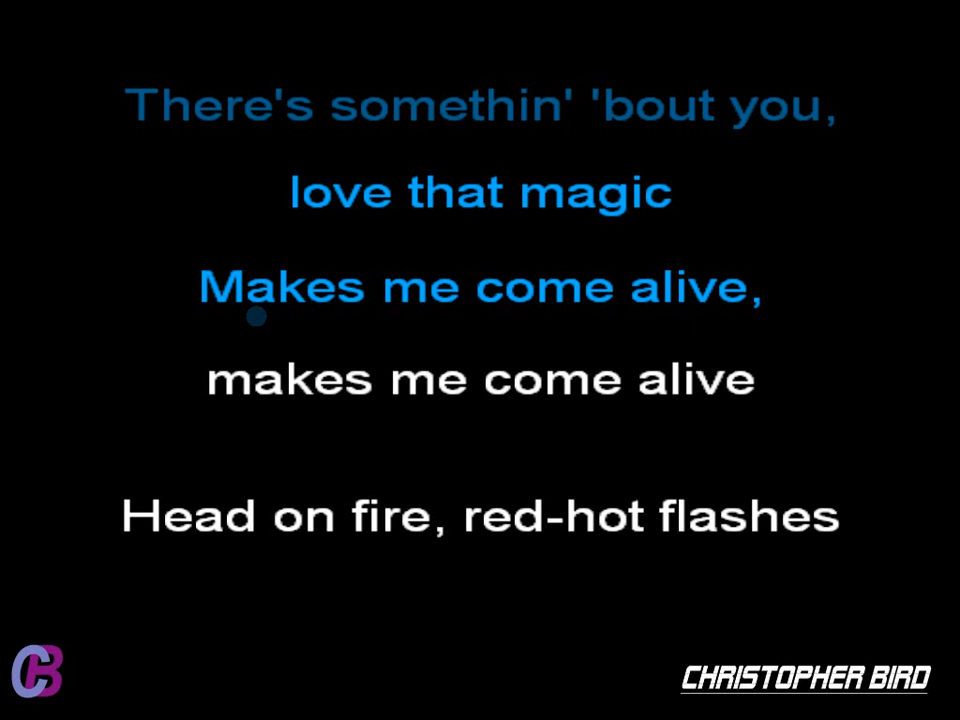 There's somethin' 'bout you,
love that magic
Makes me come alive,
makes me come alive
Head on fire, red-hot flashes
CB
CHRISTOPHER BIRD